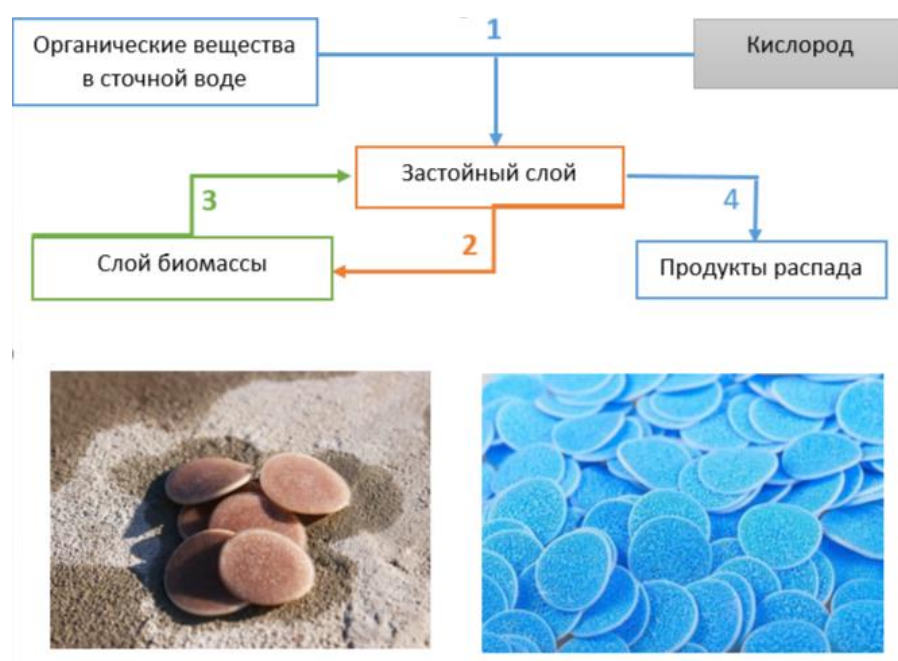 1
Органические вещества
в сточной воде
Кислород
Застойный слой
3
4
2
Слой биомассы
Продукты распада